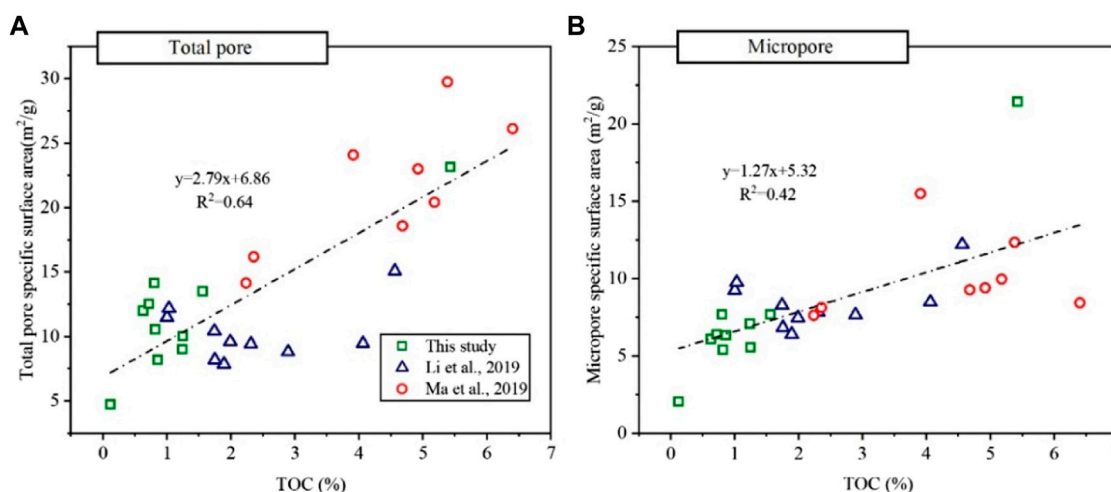 A
Total pore
Total pore specific surface area(m²/g)
30
25
20
15
10
5
y=2.79x+6.86
R²=0.64
This study
Li et al., 2019
Ma et al., 2019
0 1 2 3 4 5 6 7
TOC (%)
B
Micropore
Micropore specific surface area (m²/g)
25
20
15
10
5
0
y=1.27x+5.32
R²=0.42
0 1 2 3 4 5 6
TOC (%)